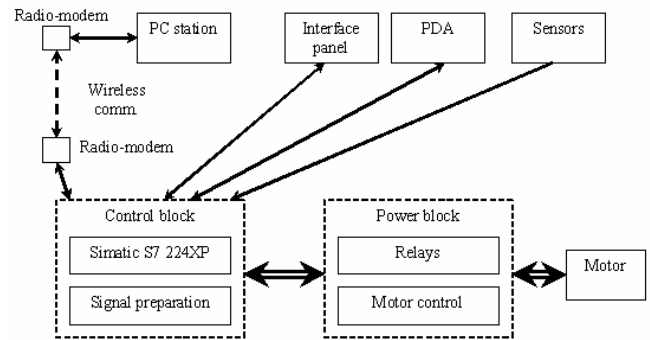 Radio-modem
PC station
Interface
panel
PDA
Sensors
Wireless
comm.
Radio-modem
Control block
Simatic S7 224XP
Signal preparation
Power block
Relays
Motor control
Motor